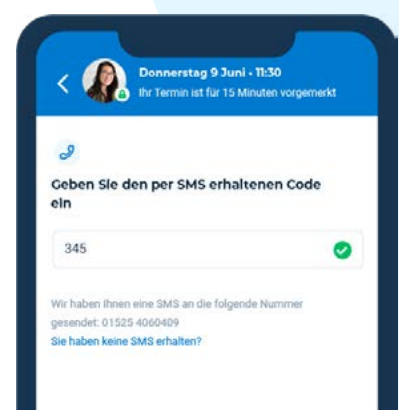 Donnerstag 9 Juni • 11:30
Ihr Termin ist für 15 Minuten vorgemerkt
Geben Sie den per SMS erhaltenen Code
ein
345
Wir haben Ihnen eine SMS an die folgende Nummer
gesendet: 01525 4060409
Sie haben keine SMS erhalten?